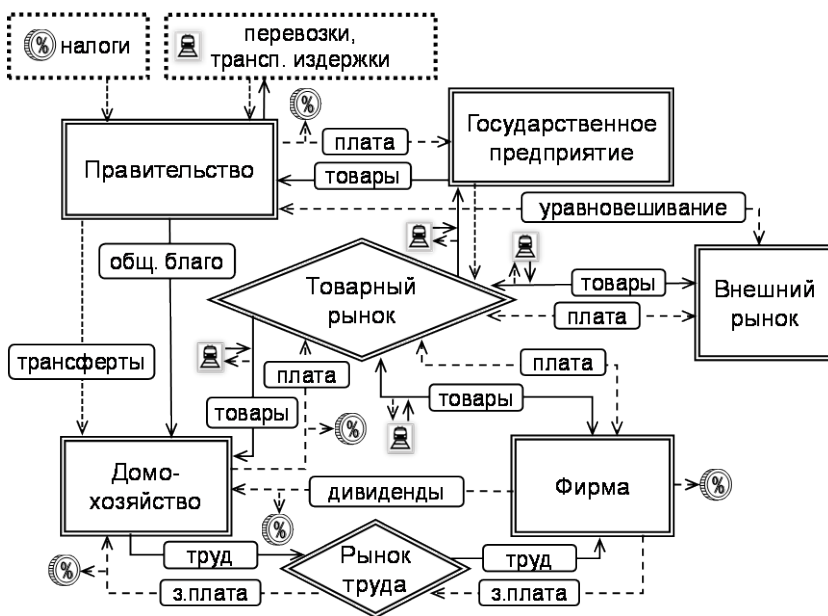 % налоги
перевозки,
трансп. издержки
%
плата
Государственное
предприятие
Правительство
товары
уравновешивание
общ. благо
Товарный
рынок
товары
Внешний
рынок
плата
трансферты
плата
плата
товары
товары
%
Домо-
хозяйство
дивиденды
Фирма
%
%
труд
Рынок
труда
труд
%
з.плата
з.плата